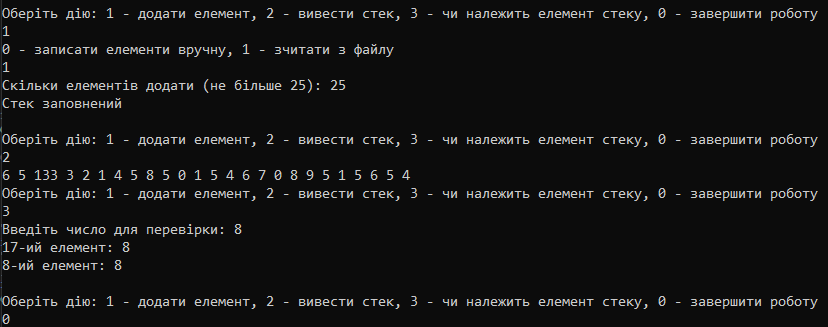 Оберіть дію: 1 - додати елемент, 2 - вивести стек, 3 - чи належить елемент стеку, 0 - завершити роботу
1
0 - записати елементи вручну, 1 - зчитати з файлу
1
Скільки елементів додати (не більше 25): 25
Стек заповнений
Оберіть дію: 1 - додати елемент, 2 - вивести стек, 3 - чи належить елемент стеку, 0 - завершити роботу
2
6 5 133 3 2 1 4 5 8 5 0 1 5 4 6 7 0 8 9 5 1 5 6 5 4
Оберіть дію: 1 - додати елемент, 2 - вивести стек, 3 - чи належить елемент стеку, 0 - завершити роботу
3
Введіть число для перевірки: 8
17-ий елемент: 8
8-ий елемент: 8
Оберіть дію: 1 - додати елемент, 2 - вивести стек, 3 - чи належить елемент стеку, 0 - завершити роботу
0